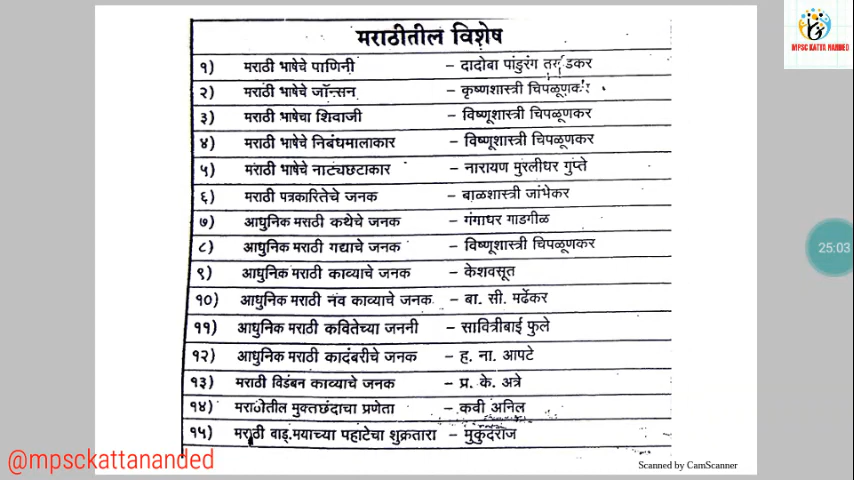 मराठीतील विशेष
१) मराठी भाषेचे पाणिनी – दादोबा पांडुरंग तर्खडकर
२) मराठी भाषेचे जॉन्सन – कृष्णशास्त्री चिपळूणकर
३) मराठी भाषेचा शिवाजी – विष्णूशास्त्री चिपळूणकर
४) मराठी भाषेचे निबंधमालाकार – विष्णूशास्त्री चिपळूणकर
५) मराठी भाषेचे नाट्यछटाकार – नारायण मुरलीधर गुप्ते
६) मराठी पत्रकारितेचे जनक – बाळशास्त्री जांभेकर
७) आधुनिक मराठी कथेचे जनक – गंगाधर गाडगीळ
८) आधुनिक मराठी गद्याचे जनक – विष्णूशास्त्री चिपळूणकर
९) आधुनिक मराठी काव्याचे जनक – केशवसूत
१०) आधुनिक मराठी नव काव्याचे जनक – बा. सी. मर्ढेकर
११) आधुनिक मराठी कवितेच्या जननी – सावित्रीबाई फुले
१२) आधुनिक मराठी कादंबरीचे जनक – ह. ना. आपटे
१३) मराठी विडंबन काव्याचे जनक – प्र. के. अत्रे
१४) मराठीतील मुक्तछंदाचा प्रणेता – कवी अनिल
१५) मराठी वाङ्.मयाच्या पहाटेचा शुक्रतारा – मुकुंदराज
Scanned by CamScanner
@mpsckattananded
MPSC KATTA NANDED
25:03